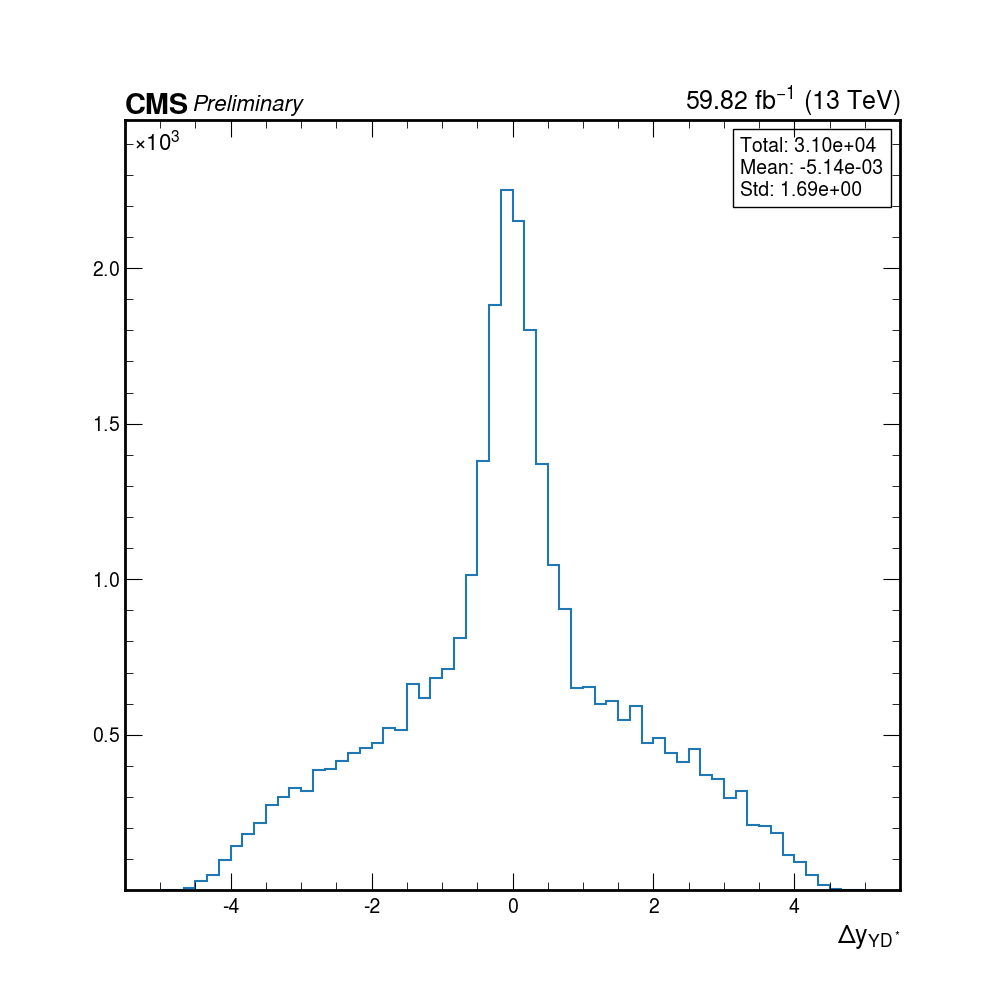 CMS Preliminary 59.82 fb⁻¹ (13 TeV)
×10³
Total: 3.10e+04
Mean: -5.14e-03
Std: 1.69e+00
2.0
1.5
1.0
0.5
-4 -2 0 2 4
Δy_YD*